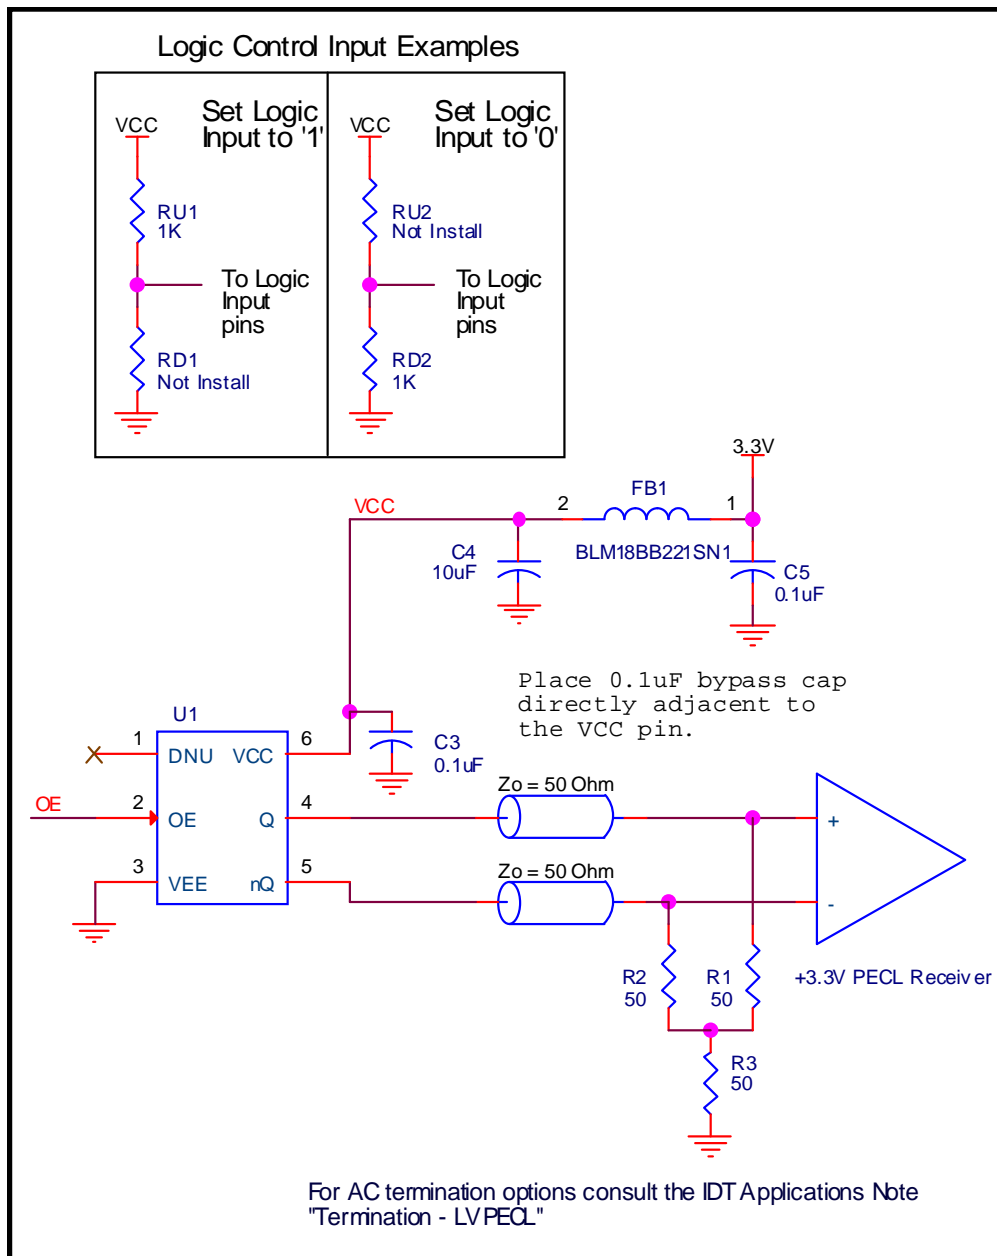 Logic Control Input Examples
Set Logic
Input to '1'
VCC
RU1
1K
To Logic
Input
pins
RD1
Not Install
Set Logic
Input to '0'
VCC
RU2
Not Install
To Logic
Input
pins
RD2
1K
3.3V
VCC
2
FB1
1
BLM18BB221SN1
C4
10uF
C5
0.1uF
Place 0.1uF bypass cap
directly adjacent to
the VCC pin.
U1
1
DNU
VCC
6
C3
0.1uF
OE
2
OE
Q
4
Zo = 50 Ohm
+
3
VEE
nQ
5
Zo = 50 Ohm
-
R2
50
R1
50
+3.3V PECL Receiver
R3
50
For AC termination options consult the IDT Applications Note
"Termination - LVPECL"